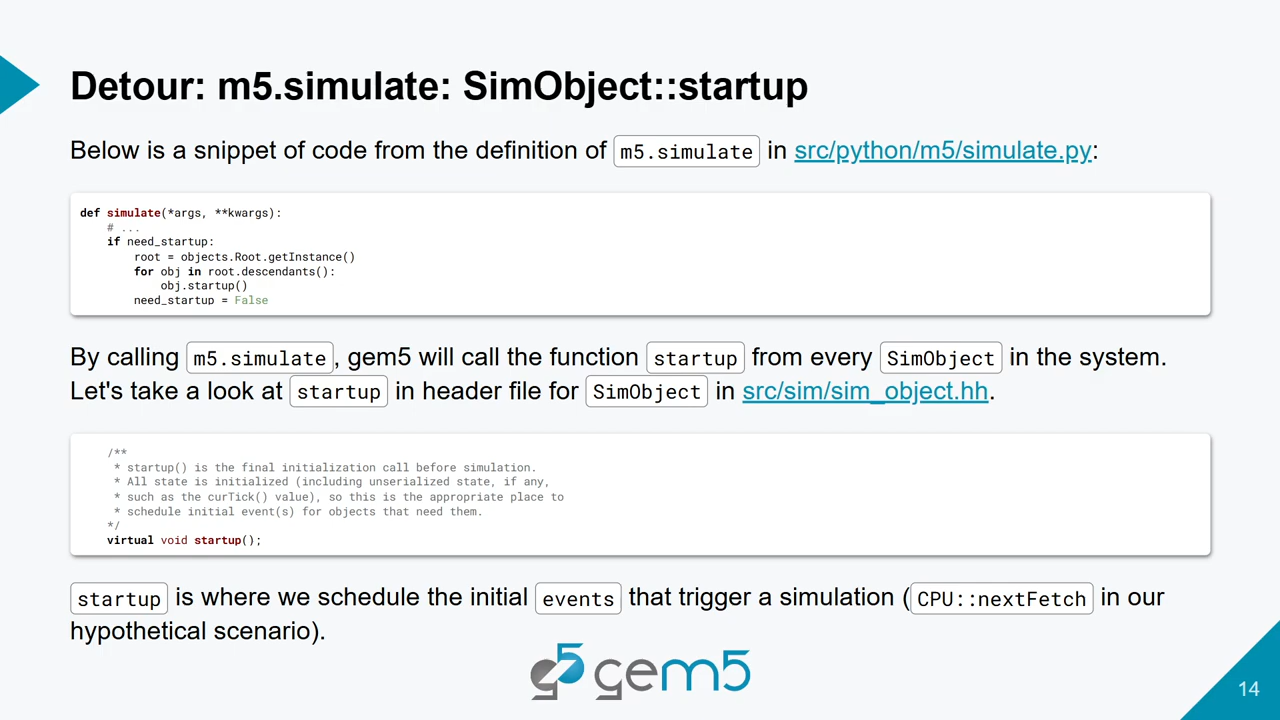 Detour: m5.simulate: SimObject::startup
Below is a snippet of code from the definition of m5.simulate in src/python/m5/simulate.py:
def simulate(*args, **kwargs):
    # ...
    if need_startup:
        root = objects.Root.getInstance()
        for obj in root.descendants():
            obj.startup()
        need_startup = False
By calling m5.simulate, gem5 will call the function startup from every SimObject in the system.
Let's take a look at startup in header file for SimObject in src/sim/sim_object.hh.
    /**
     * startup() is the final initialization call before simulation.
     * All state is initialized (including unserialized state, if any,
     * such as the curTick() value), so this is the appropriate place to
     * schedule initial event(s) for objects that need them.
    */
    virtual void startup();
startup is where we schedule the initial events that trigger a simulation (CPU::nextFetch in our
hypothetical scenario).
gem5
14